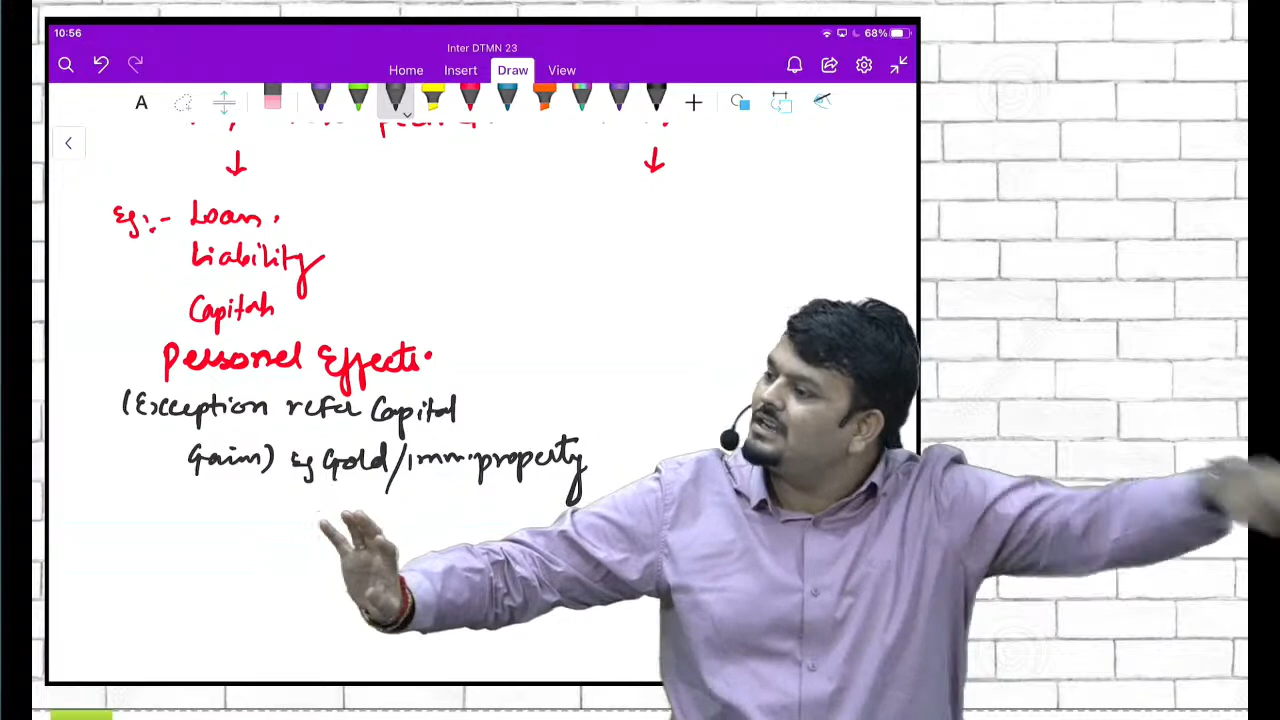 10:56
68%
Inter DTMN 23
Home Insert Draw View
A
↓ ↓
Eg:- Loan.
Liability
Capital
Personel Effects.
(Exception refer Capital
Gain) eg Gold/imm. property